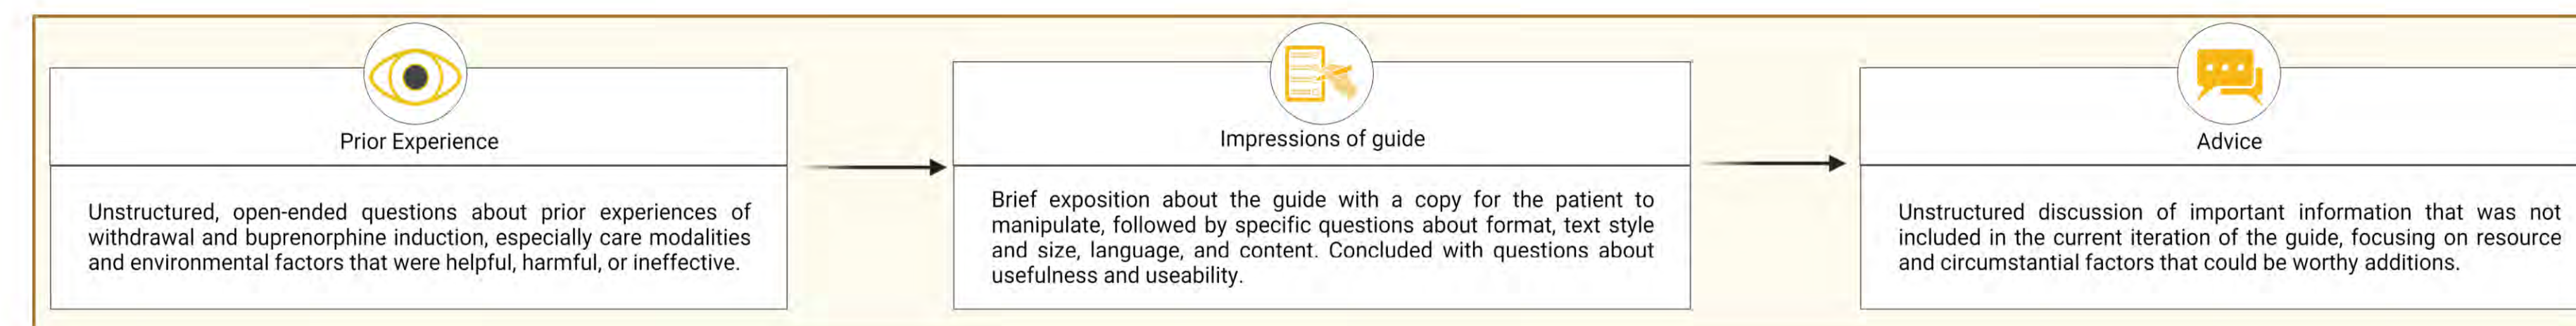 Prior Experience
Unstructured, open-ended questions about prior experiences of
withdrawal and buprenorphine induction, especially care modalities
and environmental factors that were helpful, harmful, or ineffective.
Impressions of guide
Brief exposition about the guide with a copy for the patient to
manipulate, followed by specific questions about format, text style
and size, language, and content. Concluded with questions about
usefulness and useability.
Advice
Unstructured discussion of important information that was not
included in the current iteration of the guide, focusing on resource
and circumstantial factors that could be worthy additions.